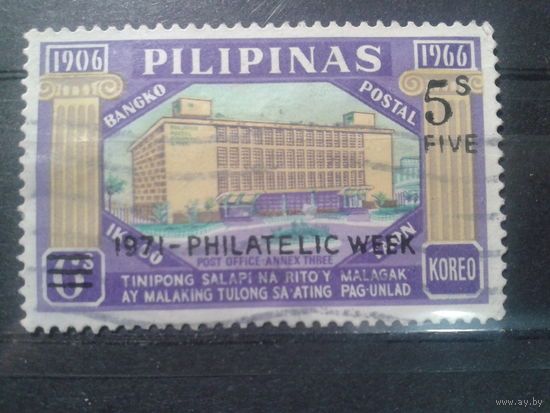 1906 1966
PILIPINAS
BANGKO POSTAL
5s
FIVE
1971-PHILATELIC WEEK
POST OFFICE-ANNEX THREE
6s
KOREO
TINIPONG SALAPI NA RITO'Y MALAGAK
AY MALAKING TULONG SA'ATING PAG-UNLAD
www.ay.by